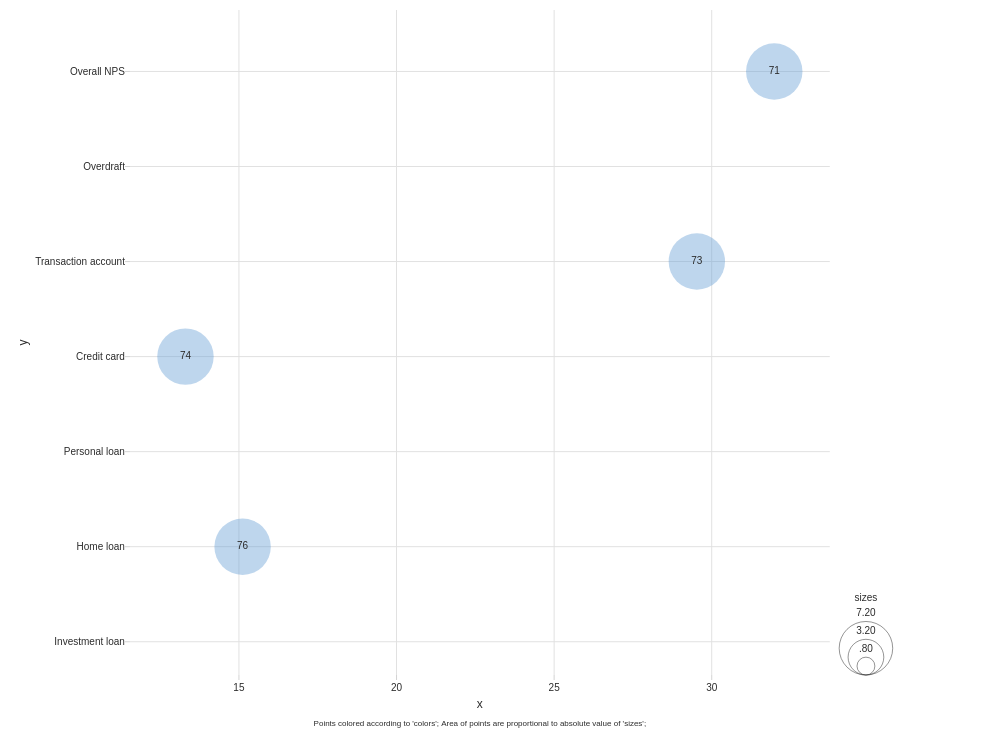 Overall NPS
71
Overdraft
Transaction account
73
y
Credit card
74
Personal loan
Home loan
76
Investment loan
sizes
7.20
3.20
.80
15 20 25 30
x
Points colored according to 'colors'; Area of points are proportional to absolute value of 'sizes';